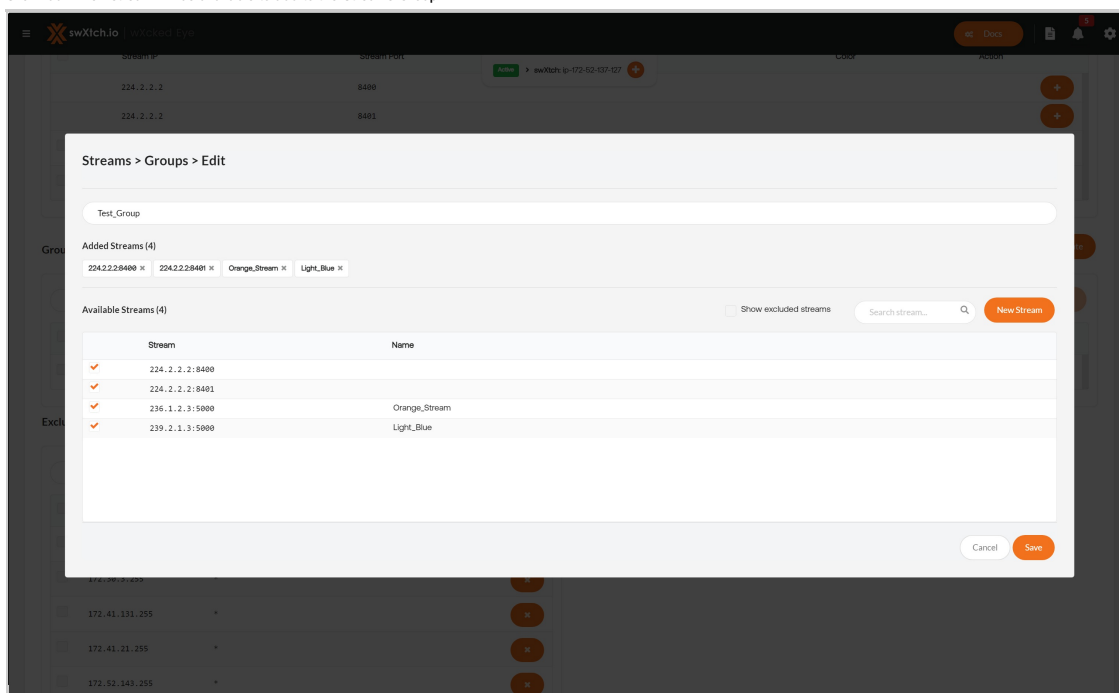 swXtch.io | wXcked Eye
Docs
5
Stream IP Stream Port Color Action
Active > swXtch: ip-172-52-137-127
224.2.2.2 8400
224.2.2.2 8401
Streams > Groups > Edit
Test_Group
Added Streams (4)
224.2.2.2:8400 × 224.2.2.2:8401 × Orange_Stream × Light_Blue ×
Available Streams (4) Show excluded streams Search stream... New Stream
Stream Name
224.2.2.2:8400
224.2.2.2:8401
236.1.2.3:5000 Orange_Stream
239.2.1.3:5000 Light_Blue
Cancel Save
172.30.3.255
172.41.131.255 *
172.41.21.255 *
172.52.143.255 *